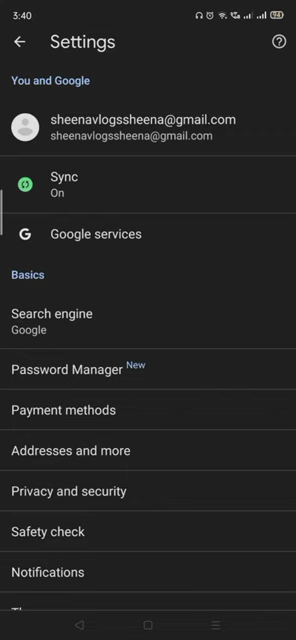 3:40
94
Settings
You and Google
sheenavlogssheena@gmail.com
sheenavlogssheena@gmail.com
Sync
On
G
Google services
Basics
Search engine
Google
Password Manager New
Payment methods
Addresses and more
Privacy and security
Safety check
Notifications